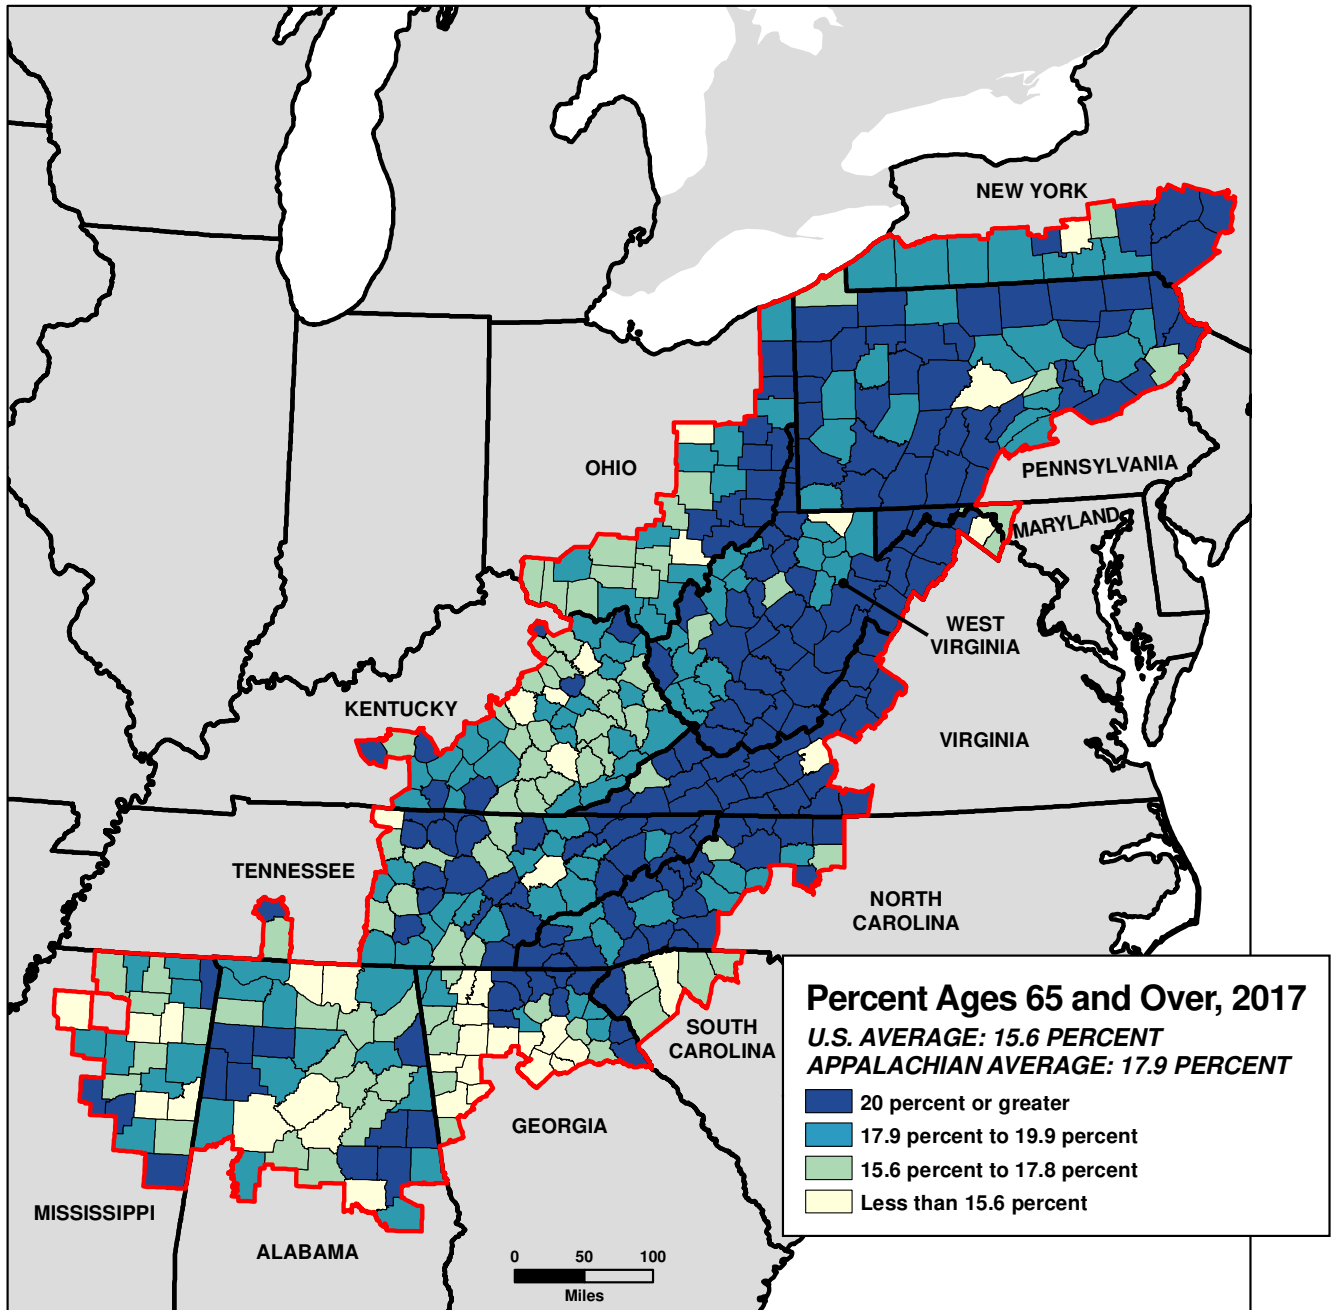 NEW YORK
OHIO
PENNSYLVANIA
MARYLAND
WEST
VIRGINIA
KENTUCKY
VIRGINIA
TENNESSEE
NORTH
CAROLINA
SOUTH
CAROLINA
GEORGIA
MISSISSIPPI
ALABAMA
Percent Ages 65 and Over, 2017
U.S. AVERAGE: 15.6 PERCENT
APPALACHIAN AVERAGE: 17.9 PERCENT
20 percent or greater
17.9 percent to 19.9 percent
15.6 percent to 17.8 percent
Less than 15.6 percent
0 50 100
Miles